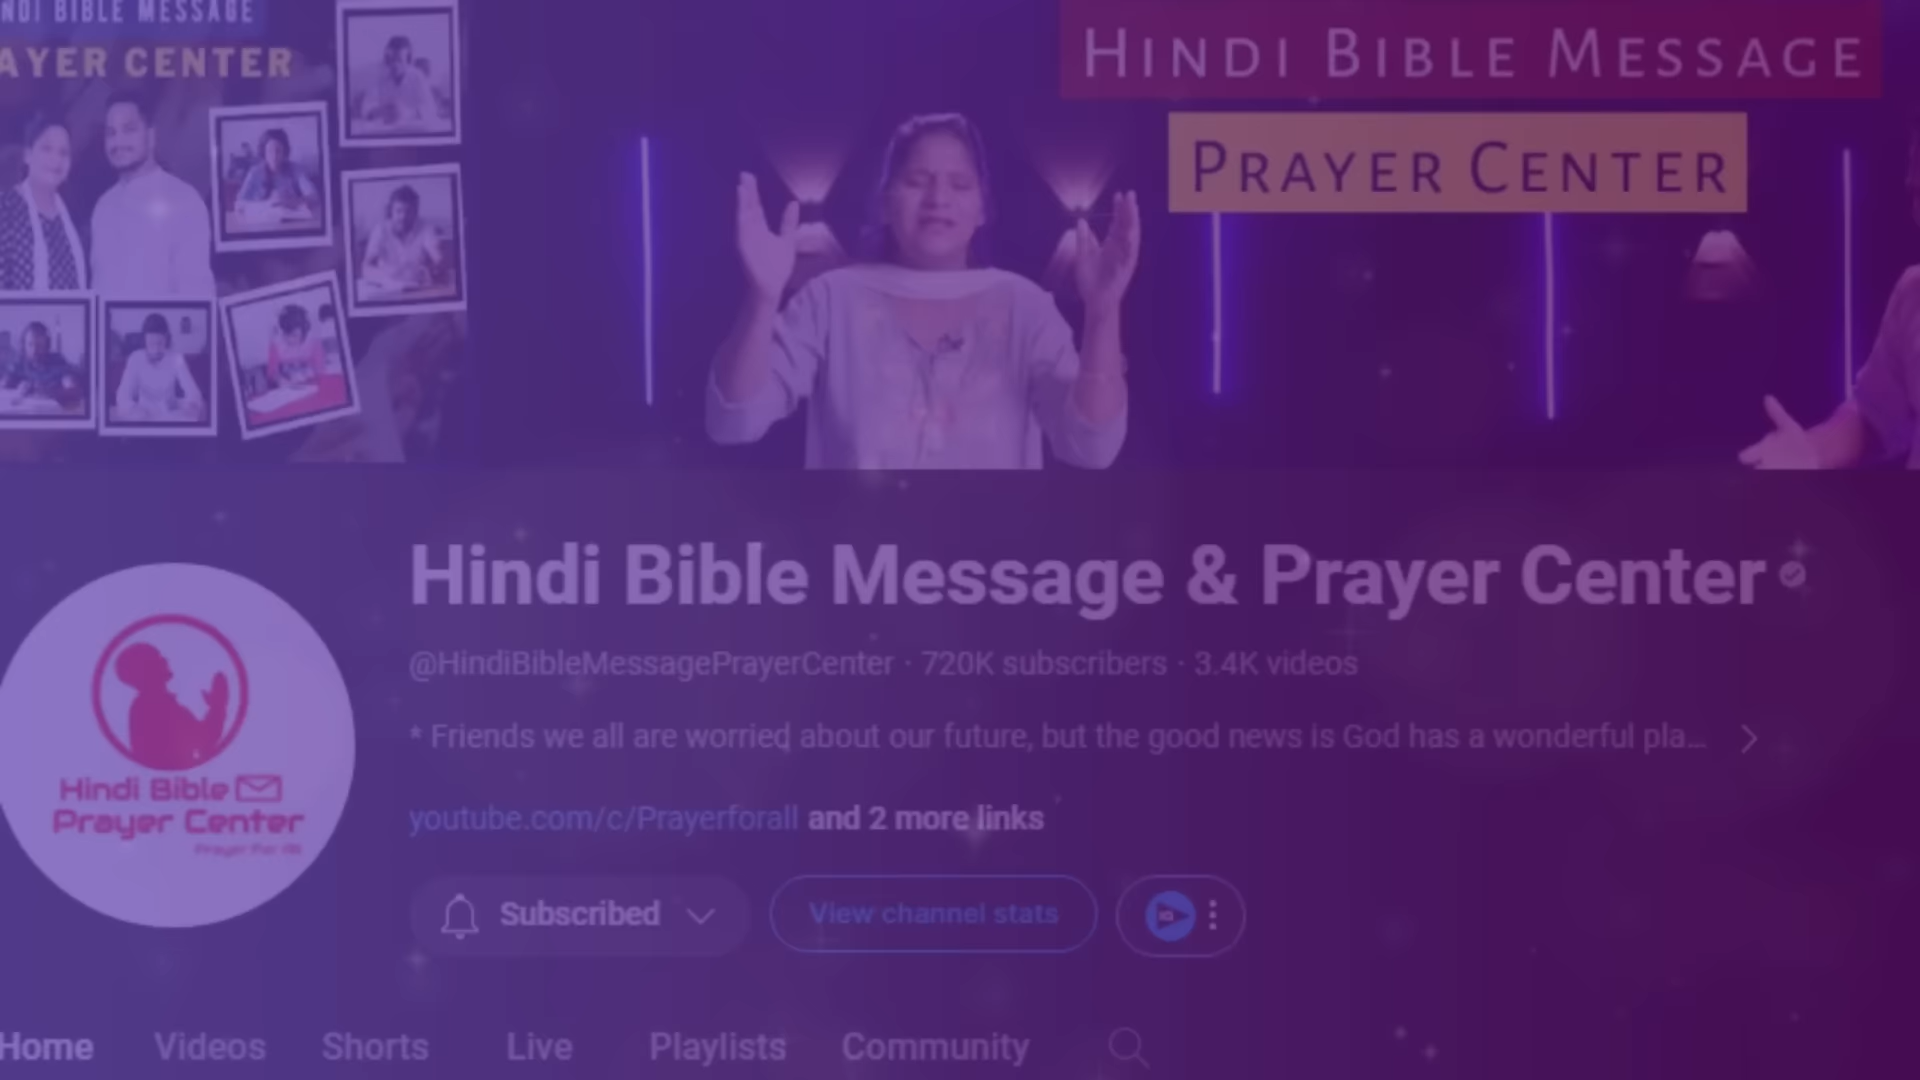 NDI BIBLE MESSAGE
AYER CENTER
HINDI BIBLE MESSAGE
PRAYER CENTER
Hindi Bible Message & Prayer Center
@HindiBibleMessagePrayerCenter · 720K subscribers · 3.4K videos
* Friends we all are worried about our future, but the good news is God has a wonderful pla...
Hindi Bible
Prayer Center
Prayer For All
youtube.com/c/Prayerforall and 2 more links
Subscribed
View channel stats
Home Videos Shorts Live Playlists Community